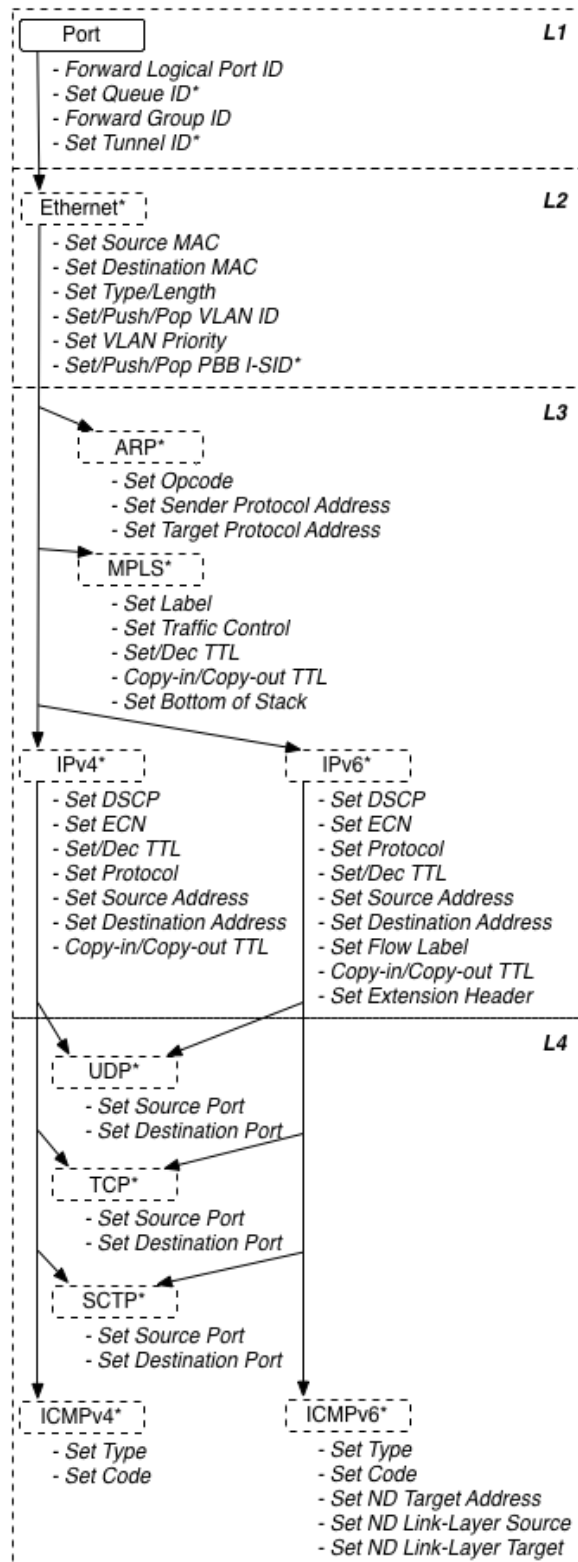 Port
L1
- Forward Logical Port ID
- Set Queue ID*
- Forward Group ID
- Set Tunnel ID*
Ethernet*
L2
- Set Source MAC
- Set Destination MAC
- Set Type/Length
- Set/Push/Pop VLAN ID
- Set VLAN Priority
- Set/Push/Pop PBB I-SID*
L3
ARP*
- Set Opcode
- Set Sender Protocol Address
- Set Target Protocol Address
MPLS*
- Set Label
- Set Traffic Control
- Set/Dec TTL
- Copy-in/Copy-out TTL
- Set Bottom of Stack
IPv4*
- Set DSCP
- Set ECN
- Set/Dec TTL
- Set Protocol
- Set Source Address
- Set Destination Address
- Copy-in/Copy-out TTL
IPv6*
- Set DSCP
- Set ECN
- Set Protocol
- Set/Dec TTL
- Set Source Address
- Set Destination Address
- Set Flow Label
- Copy-in/Copy-out TTL
- Set Extension Header
L4
UDP*
- Set Source Port
- Set Destination Port
TCP*
- Set Source Port
- Set Destination Port
SCTP*
- Set Source Port
- Set Destination Port
ICMPv4*
- Set Type
- Set Code
ICMPv6*
- Set Type
- Set Code
- Set ND Target Address
- Set ND Link-Layer Source
- Set ND Link-Layer Target